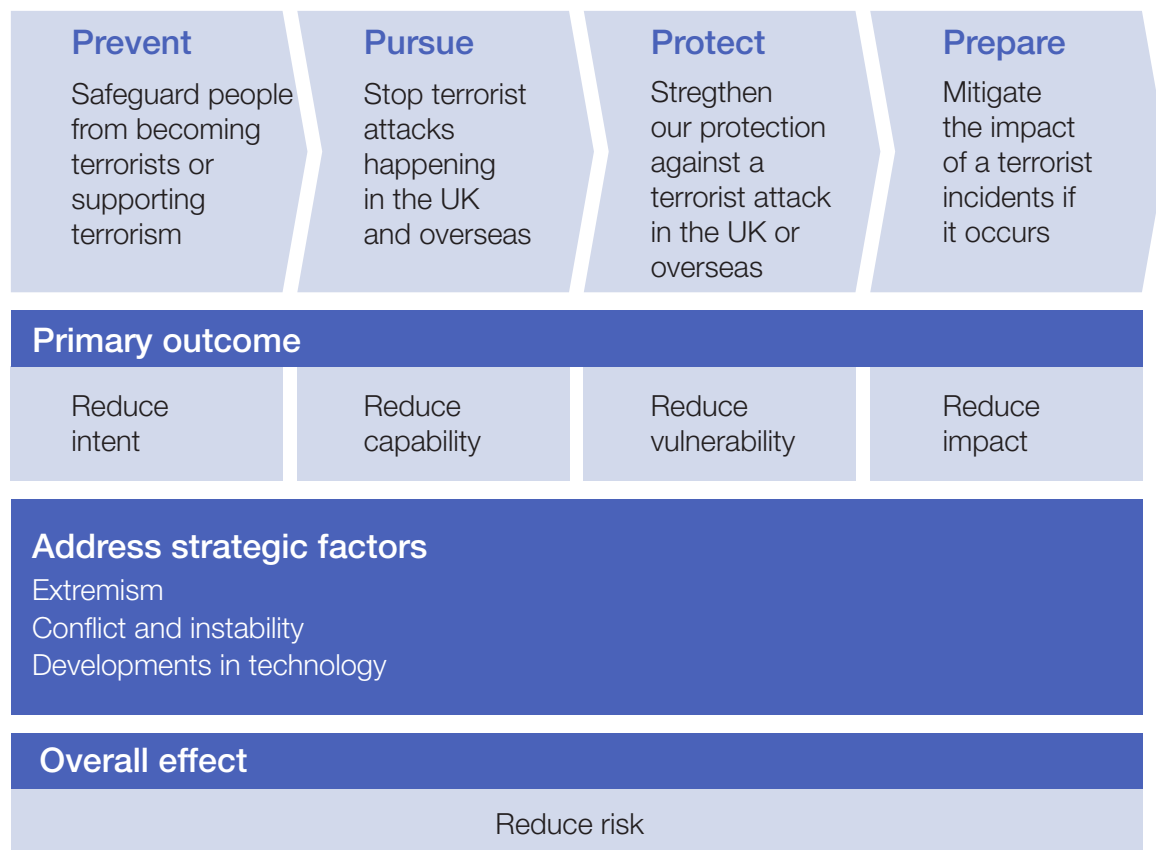 Prevent
Safeguard people
from becoming
terrorists or
supporting
terrorism
Pursue
Stop terrorist
attacks
happening
in the UK
and overseas
Protect
Stregthen
our protection
against a
terrorist attack
in the UK or
overseas
Prepare
Mitigate
the impact
of a terrorist
incidents if
it occurs
Primary outcome
Reduce
intent
Reduce
capability
Reduce
vulnerability
Reduce
impact
Address strategic factors
Extremism
Conflict and instability
Developments in technology
Overall effect
Reduce risk